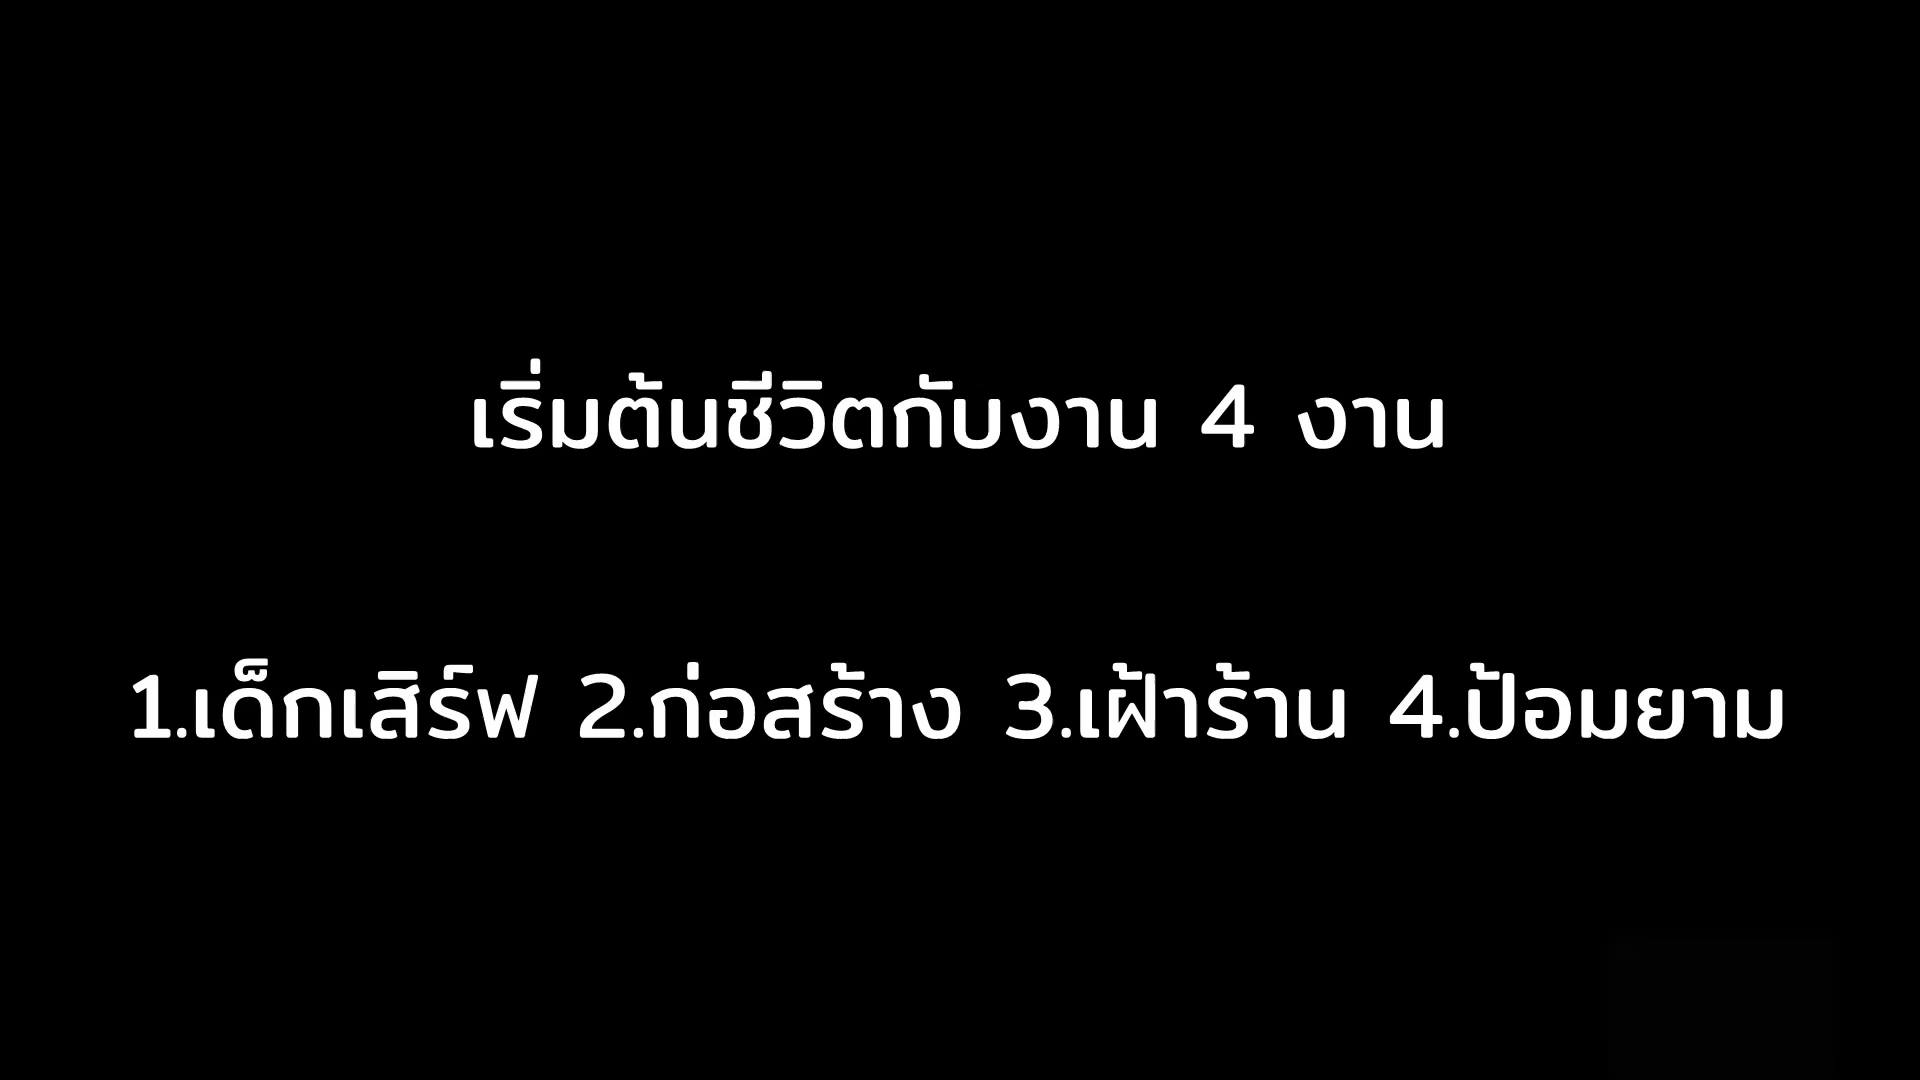 เริ่มต้นชีวิตกับงาน 4 งาน
1.เด็กเสิร์ฟ 2.ก่อสร้าง 3.เฝ้าร้าน 4.ป้อมยาม